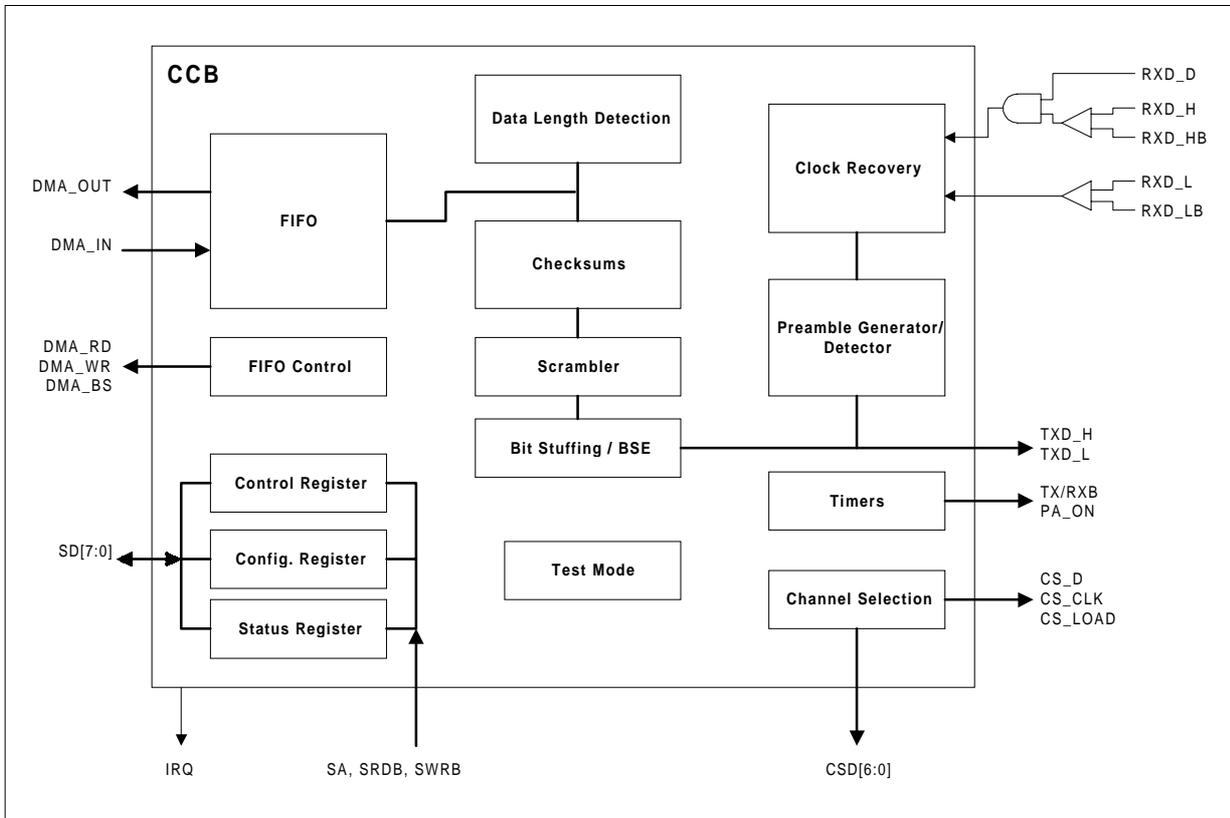 CCB
Data Length Detection
RXD_D
RXD_H
RXD_HB
Clock Recovery
DMA_OUT
FIFO
RXD_L
RXD_LB
DMA_IN
Checksums
Preamble Generator/
Detector
DMA_RD
DMA_WR
DMA_BS
FIFO Control
Scrambler
Bit Stuffing / BSE
TXD_H
TXD_L
Control Register
Timers
TX/RXB
PA_ON
SD[7:0]
Config. Register
Test Mode
Channel Selection
CS_D
CS_CLK
CS_LOAD
Status Register
IRQ
SA, SRDB, SWRB
CSD[6:0]